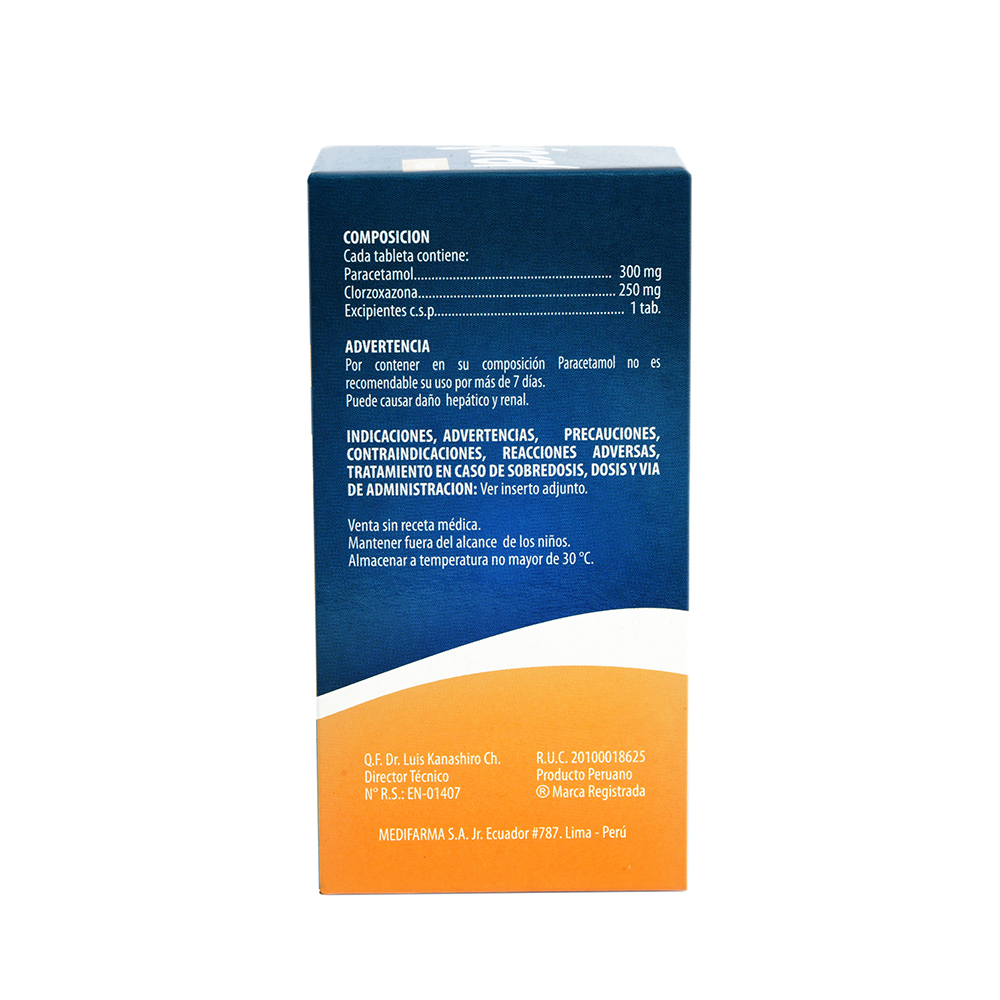 COMPOSICION
Cada tableta contiene:
Paracetamol.................................................. 300 mg
Clorzoxazona.................................................. 250 mg
Excipientes c.s.p................................................ 1 tab.
ADVERTENCIA
Por contener en su composición Paracetamol no es
recomendable su uso por más de 7 días.
Puede causar daño hepático y renal.
INDICACIONES, ADVERTENCIAS, PRECAUCIONES,
CONTRAINDICACIONES, REACCIONES ADVERSAS,
TRATAMIENTO EN CASO DE SOBREDOSIS, DOSIS Y VIA
DE ADMINISTRACION: Ver inserto adjunto.
Venta sin receta médica.
Mantener fuera del alcance de los niños.
Almacenar a temperatura no mayor de 30 °C.
Q.F. Dr. Luis Kanashiro Ch.
Director Técnico
N° R.S.: EN-01407
R.U.C. 20100018625
Producto Peruano
® Marca Registrada
MEDIFARMA S.A. Jr. Ecuador #787. Lima - Perú